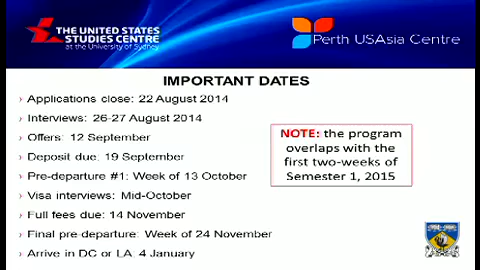 THE UNITED STATES
STUDIES CENTRE
at the University of Sydney
Perth USAsia Centre
IMPORTANT DATES
› Applications close: 22 August 2014
› Interviews: 26-27 August 2014
› Offers: 12 September
› Deposit due: 19 September
› Pre-departure #1: Week of 13 October
› Visa interviews: Mid-October
› Full fees due: 14 November
› Final pre-departure: Week of 24 November
› Arrive in DC or LA: 4 January
NOTE: the program
overlaps with the
first two-weeks of
Semester 1, 2015